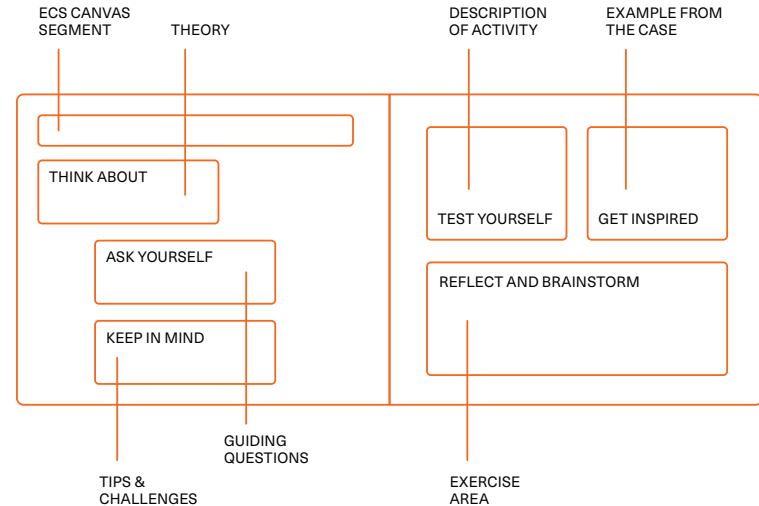 ECS CANVAS
SEGMENT
THEORY
DESCRIPTION
OF ACTIVITY
EXAMPLE FROM
THE CASE
THINK ABOUT
ASK YOURSELF
KEEP IN MIND
TEST YOURSELF
GET INSPIRED
REFLECT AND BRAINSTORM
GUIDING
QUESTIONS
TIPS &
CHALLENGES
EXERCISE
AREA